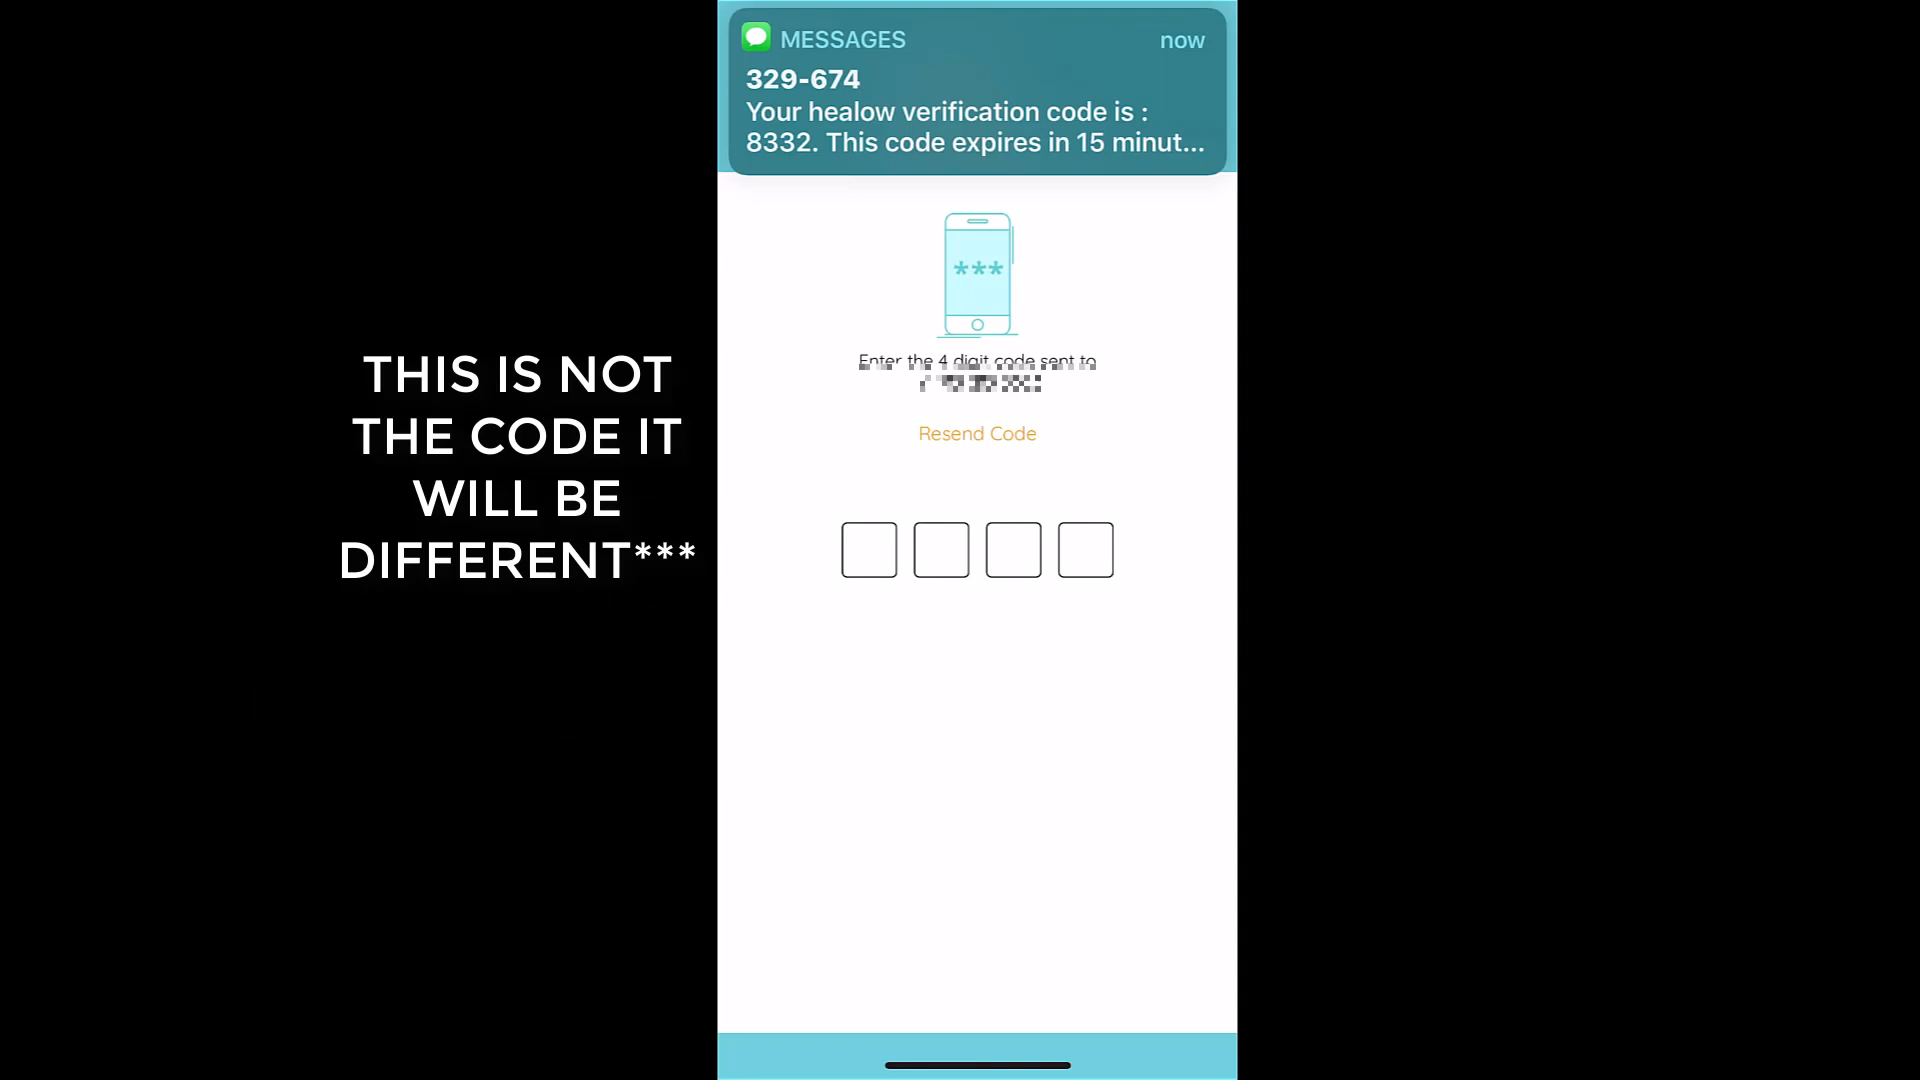 MESSAGES now
329-674
Your healow verification code is :
8332. This code expires in 15 minut...
***
Enter the 4 digit code sent to
Resend Code
THIS IS NOT
THE CODE IT
WILL BE
DIFFERENT***